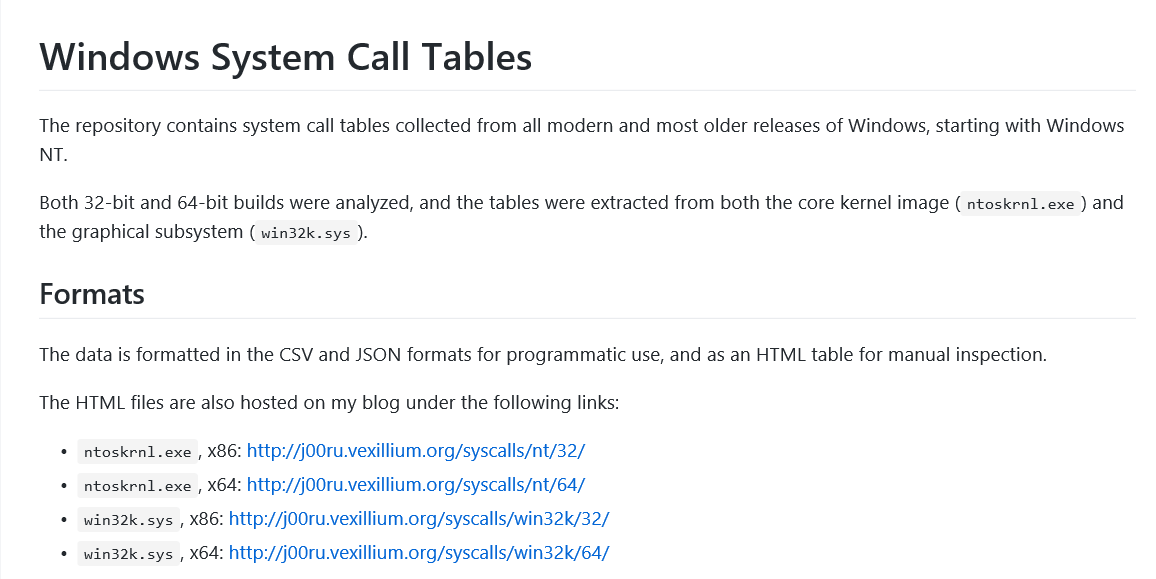 Windows System Call Tables
The repository contains system call tables collected from all modern and most older releases of Windows, starting with Windows
NT.
Both 32-bit and 64-bit builds were analyzed, and the tables were extracted from both the core kernel image ( ntoskrnl.exe ) and
the graphical subsystem ( win32k.sys ).
Formats
The data is formatted in the CSV and JSON formats for programmatic use, and as an HTML table for manual inspection.
The HTML files are also hosted on my blog under the following links:
• ntoskrnl.exe , x86: http://j00ru.vexillium.org/syscalls/nt/32/
• ntoskrnl.exe , x64: http://j00ru.vexillium.org/syscalls/nt/64/
• win32k.sys , x86: http://j00ru.vexillium.org/syscalls/win32k/32/
• win32k.sys , x64: http://j00ru.vexillium.org/syscalls/win32k/64/